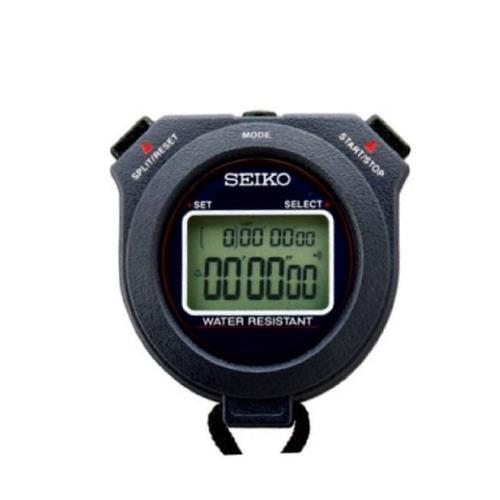 MODE
SPLIT/RESET
START/STOP
SEIKO
SET SELECT
0/00 00 00
00'00"00
WATER RESISTANT